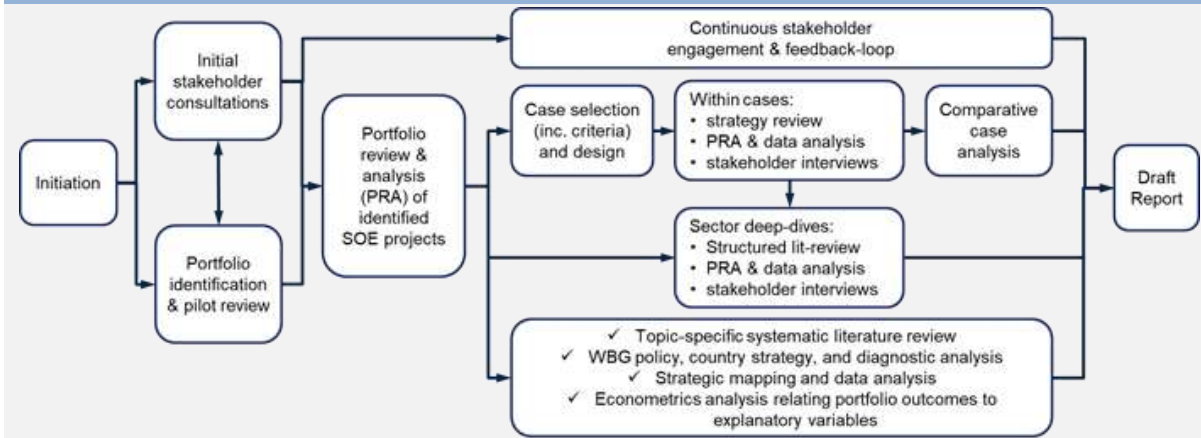 Initiation
Initial
stakeholder
consultations
Portfolio
identification
& pilot review
Portfolio
review &
analysis
(PRA) of
identified
SOE projects
Continuous stakeholder
engagement & feedback-loop
Case selection
(inc. criteria)
and design
Within cases:
• strategy review
• PRA & data analysis
• stakeholder interviews
Comparative
case
analysis
Sector deep-dives:
• Structured lit-review
• PRA & data analysis
• stakeholder interviews
✓ Topic-specific systematic literature review
✓ WBG policy, country strategy, and diagnostic analysis
✓ Strategic mapping and data analysis
✓ Econometrics analysis relating portfolio outcomes to
explanatory variables
Draft
Report